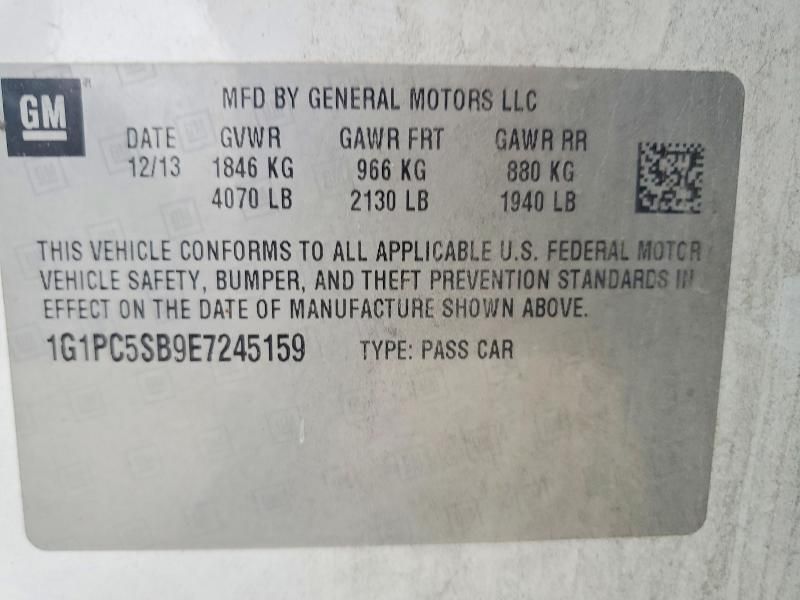 GM
MFD BY GENERAL MOTORS LLC
DATE GVWR GAWR FRT GAWR RR
12/13 1846 KG 966 KG 880 KG
4070 LB 2130 LB 1940 LB
THIS VEHICLE CONFORMS TO ALL APPLICABLE U.S. FEDERAL MOTOR
VEHICLE SAFETY, BUMPER, AND THEFT PREVENTION STANDARDS IN
EFFECT ON THE DATE OF MANUFACTURE SHOWN ABOVE.
1G1PC5SB9E7245159 TYPE: PASS CAR